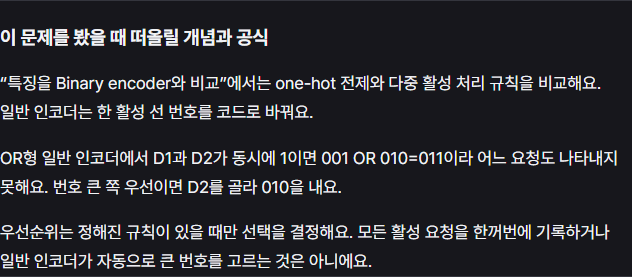 이 문제를 봤을 때 떠올릴 개념과 공식
“특징을 Binary encoder와 비교”에서는 one-hot 전제와 다중 활성 처리 규칙을 비교해요.
일반 인코더는 한 활성 선 번호를 코드로 바꿔요.
OR형 일반 인코더에서 D1과 D2가 동시에 1이면 001 OR 010=011이라 어느 요청도 나타내지
못해요. 번호 큰 쪽 우선이면 D2를 골라 010을 내요.
우선순위는 정해진 규칙이 있을 때만 선택을 결정해요. 모든 활성 요청을 한꺼번에 기록하거나
일반 인코더가 자동으로 큰 번호를 고르는 것은 아니에요.